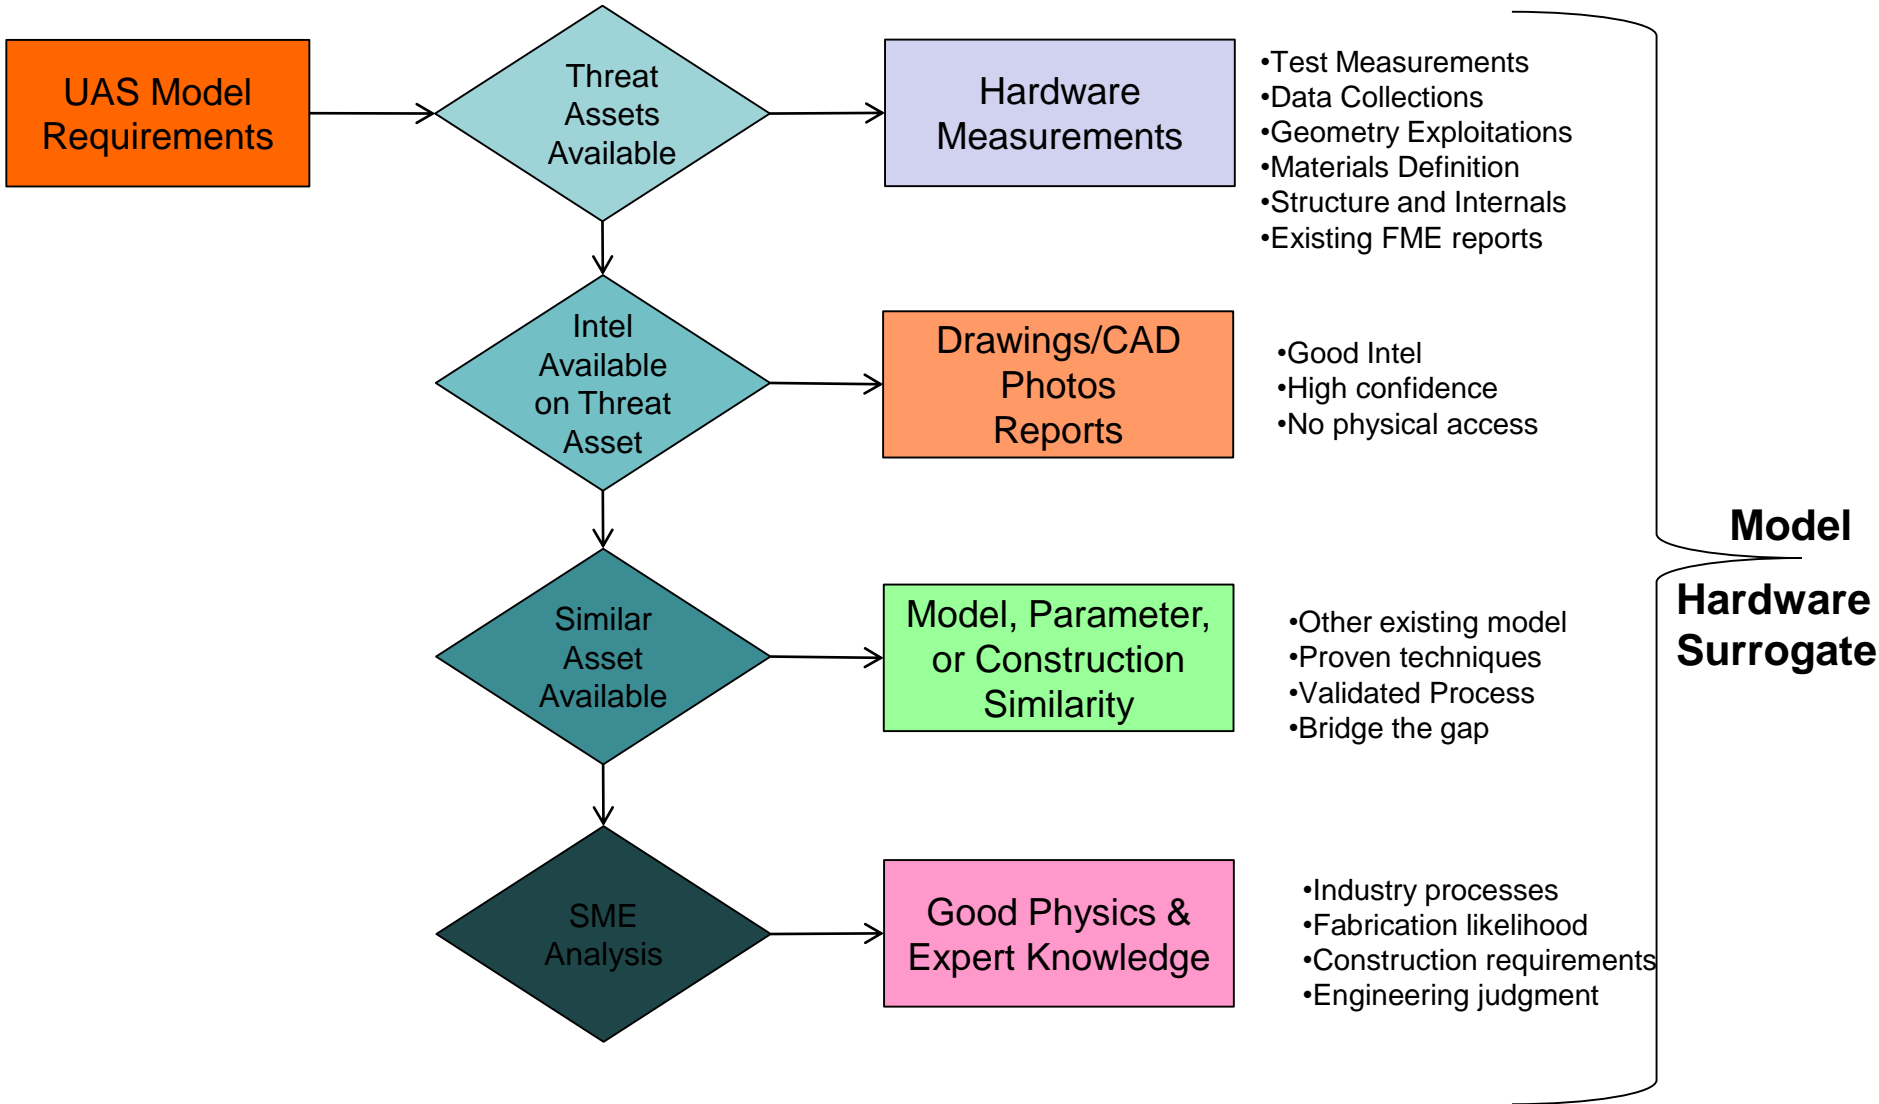 UAS Model
Requirements
Threat
Assets
Available
Hardware
Measurements
•Test Measurements
•Data Collections
•Geometry Exploitations
•Materials Definition
•Structure and Internals
•Existing FME reports
Intel
Available
on Threat
Asset
Drawings/CAD
Photos
Reports
•Good Intel
•High confidence
•No physical access
Model
Hardware
Surrogate
Similar
Asset
Available
Model, Parameter,
or Construction
Similarity
•Other existing model
•Proven techniques
•Validated Process
•Bridge the gap
SME
Analysis
Good Physics &
Expert Knowledge
•Industry processes
•Fabrication likelihood
•Construction requirements
•Engineering judgment